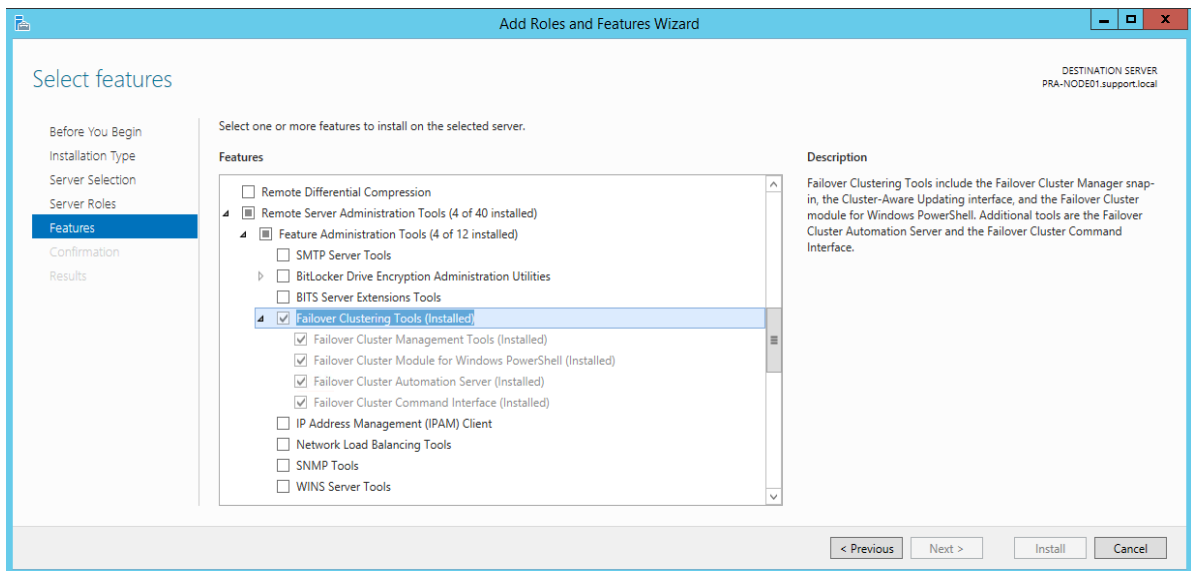 Add Roles and Features Wizard
Select features
DESTINATION SERVER
PRA-NODE01.support.local
Before You Begin
Installation Type
Server Selection
Server Roles
Features
Confirmation
Results
Select one or more features to install on the selected server.
Features
Remote Differential Compression
Remote Server Administration Tools (4 of 40 installed)
Feature Administration Tools (4 of 12 installed)
SMTP Server Tools
BitLocker Drive Encryption Administration Utilities
BITS Server Extensions Tools
Failover Clustering Tools (Installed)
Failover Cluster Management Tools (Installed)
Failover Cluster Module for Windows PowerShell (Installed)
Failover Cluster Automation Server (Installed)
Failover Cluster Command Interface (Installed)
IP Address Management (IPAM) Client
Network Load Balancing Tools
SNMP Tools
WINS Server Tools
Description
Failover Clustering Tools include the Failover Cluster Manager snap-
in, the Cluster-Aware Updating interface, and the Failover Cluster
module for Windows PowerShell. Additional tools are the Failover
Cluster Automation Server and the Failover Cluster Command
Interface.
< Previous
Next >
Install
Cancel